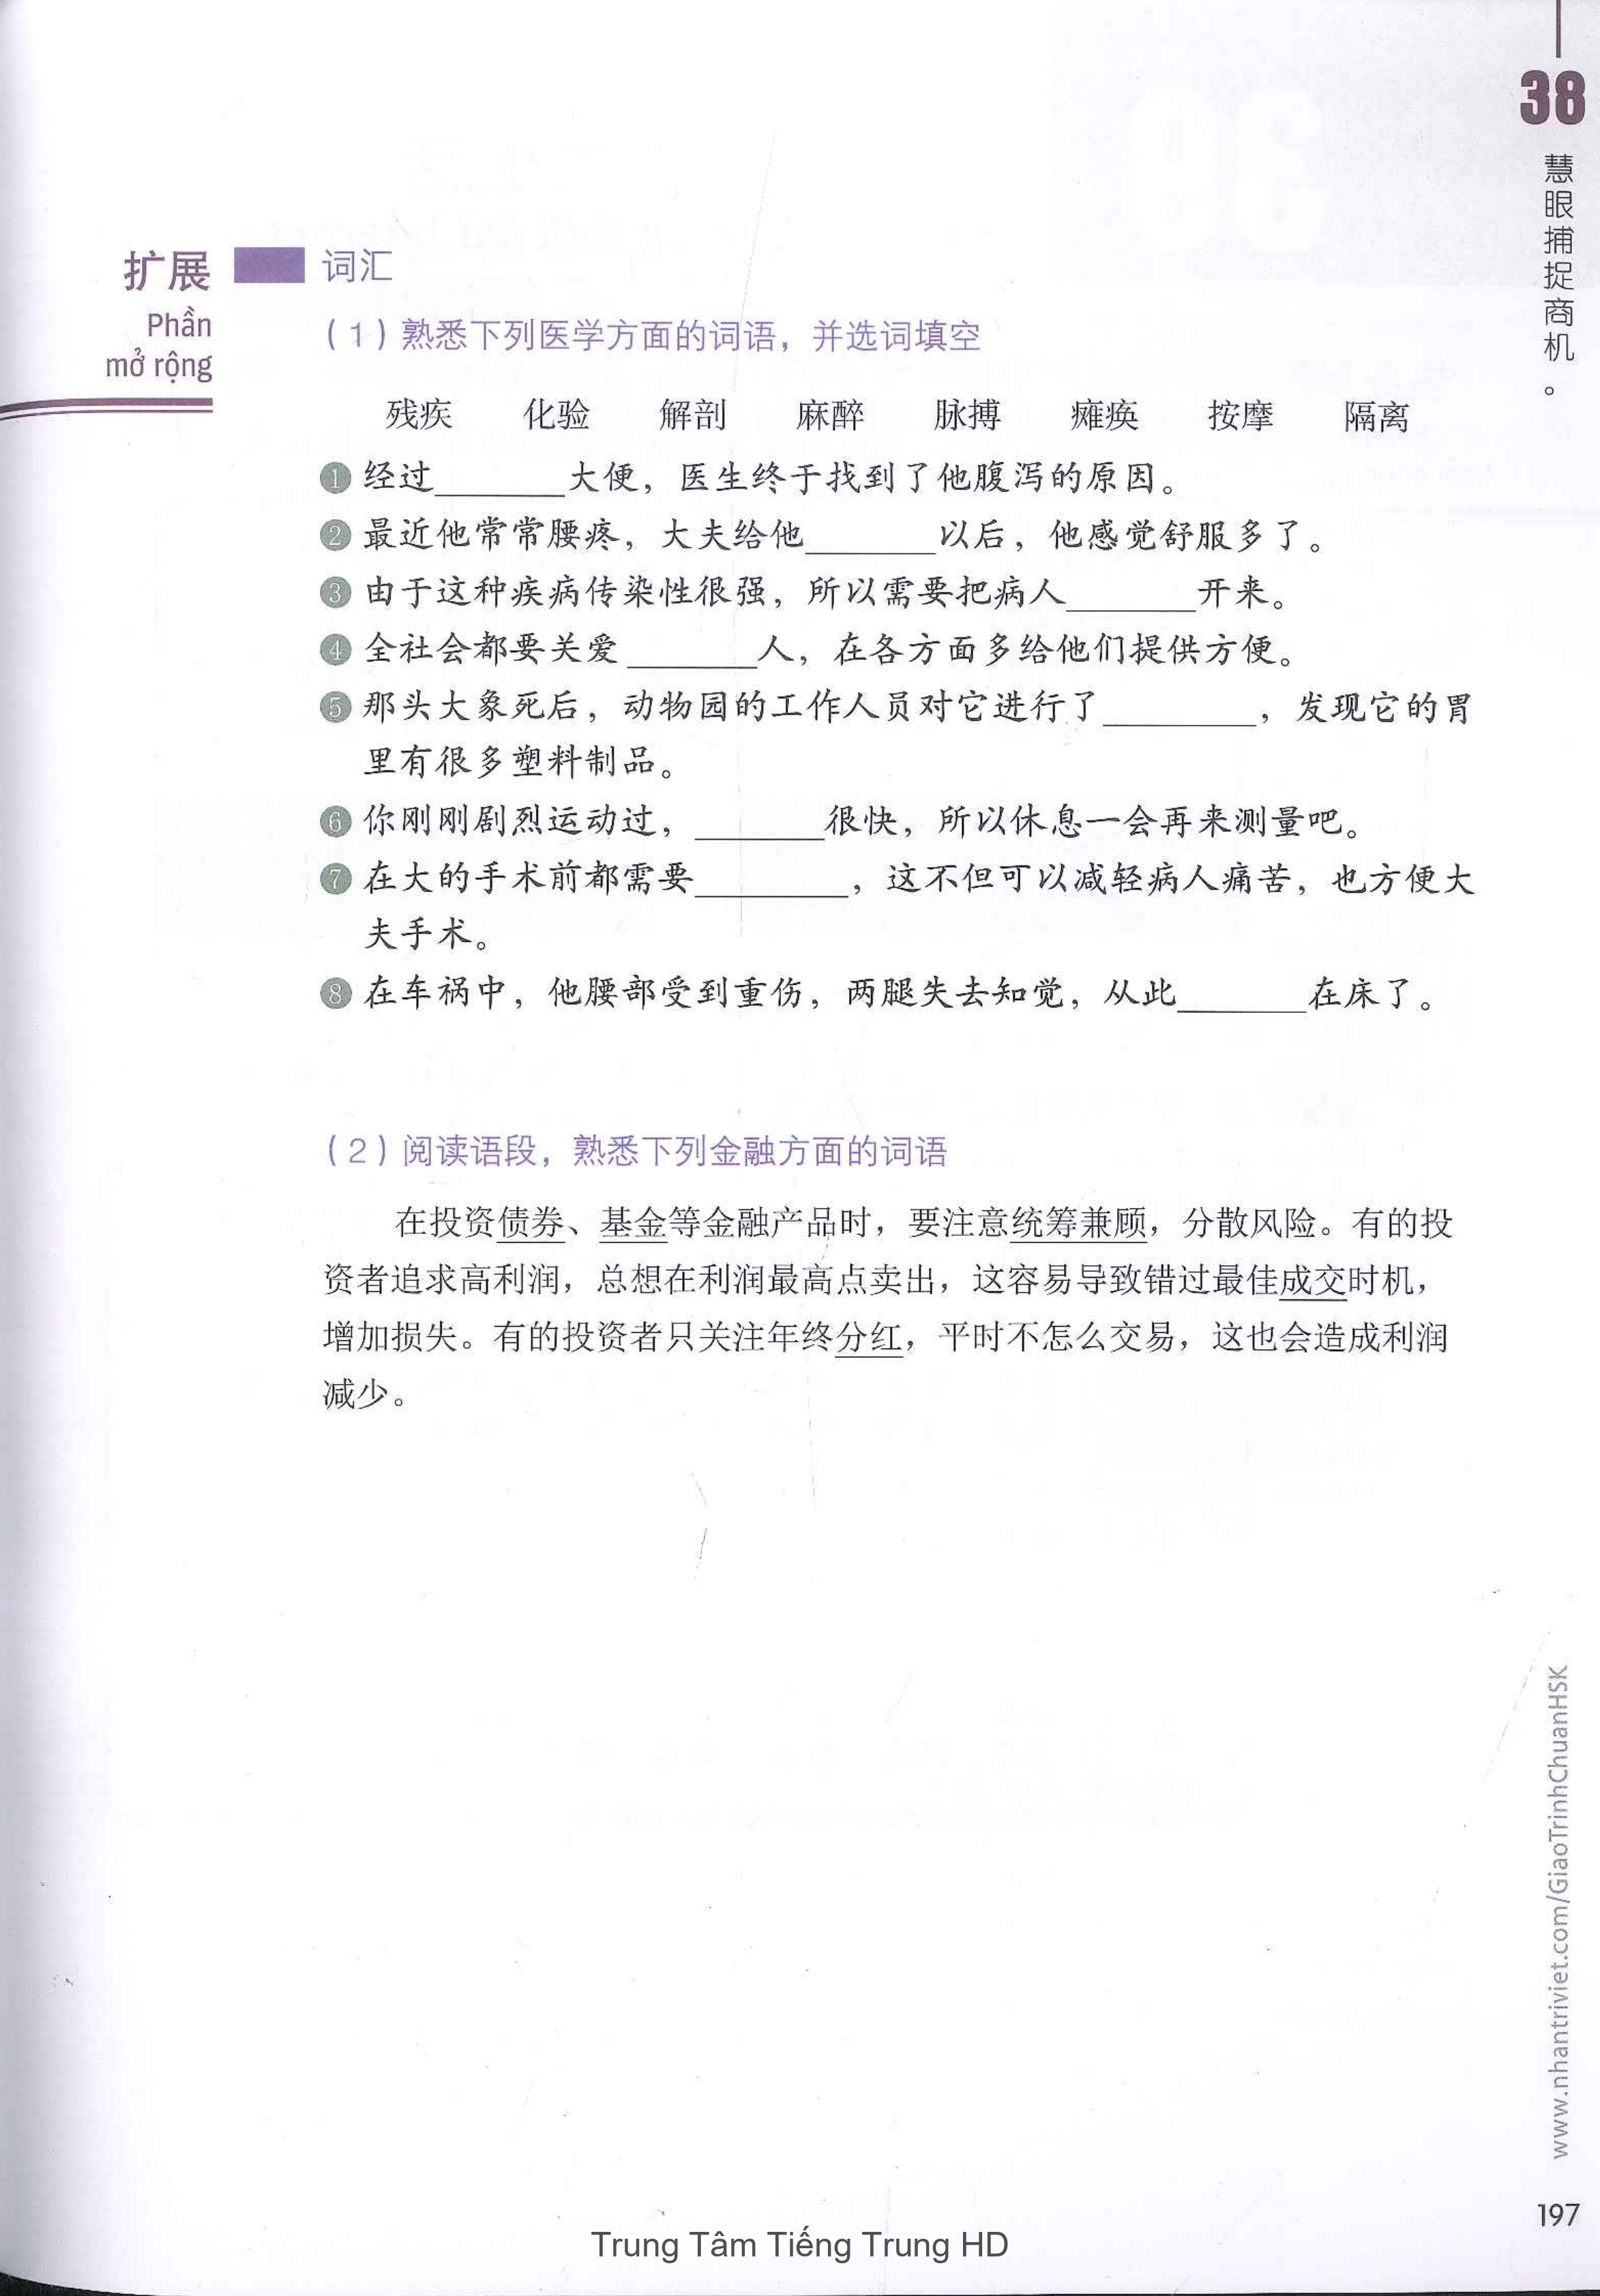 38
慧眼捕捉商机。
扩展
Phần
mở rộng
词汇
（1）熟悉下列医学方面的词语，并选词填空
残疾 化验 解剖 麻醉 脉搏 瘫痪 按摩 隔离
1 经过_______大便，医生终于找到了他腹泻的原因。
2 最近他常常腰疼，大夫给他_______以后，他感觉舒服多了。
3 由于这种疾病传染性很强，所以需要把病人_______开来。
4 全社会都要关爱_______人，在各方面多给他们提供方便。
5 那头大象死后，动物园的工作人员对它进行了________，发现它的胃
里有很多塑料制品。
6 你刚刚剧烈运动过，_______很快，所以休息一会再来测量吧。
7 在大的手术前都需要________，这不但可以减轻病人痛苦，也方便大
夫手术。
8 在车祸中，他腰部受到重伤，两腿失去知觉，从此_______在床了。
（2）阅读语段，熟悉下列金融方面的词语
在投资债券、基金等金融产品时，要注意统筹兼顾，分散风险。有的投
资者追求高利润，总想在利润最高点卖出，这容易导致错过最佳成交时机，
增加损失。有的投资者只关注年终分红，平时不怎么交易，这也会造成利润
减少。
www.nhantriviet.com/GiaoTrinhChuanHSK
197
Trung Tâm Tiếng Trung HD